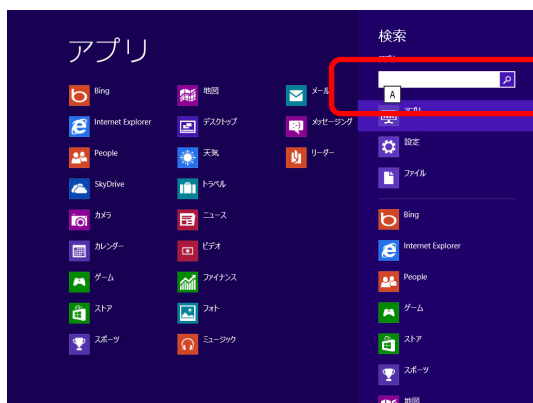 アプリ
Bing
Internet Explorer
People
SkyDrive
カメラ
カレンダー
ゲーム
ストア
スポーツ
地図
デスクトップ
天気
トラベル
ニュース
ビデオ
ファイナンス
フォト
ミュージック
メール
メッセージング
リーダー
検索
A
アプリ
設定
ファイル
Bing
Internet Explorer
People
ゲーム
ストア
スポーツ
地図